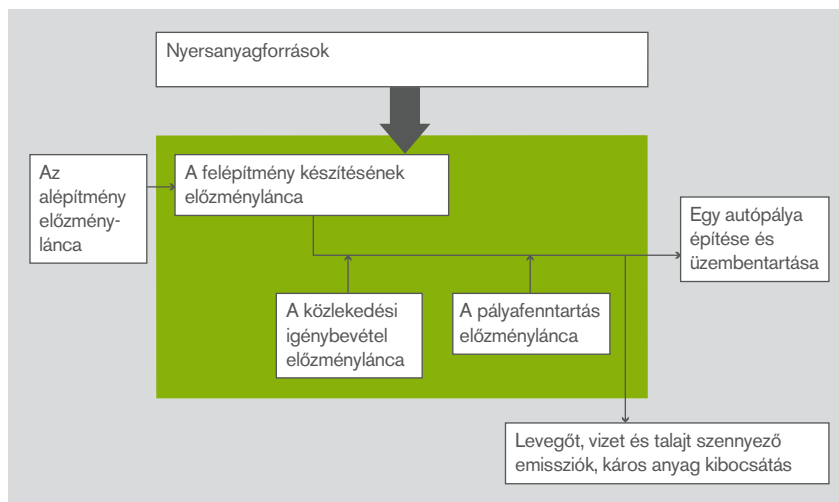 Nyersanyagforrások
Az
alépítmény
előzmény-
lánca
A felépítmény készítésének
előzménylánca
Egy autópálya
építése és
üzembentartása
A közlekedési
igénybevétel
előzménylánca
A pályafenntartás
előzménylánca
Levegőt, vizet és talajt szennyező
emissziók, káros anyag kibocsátás